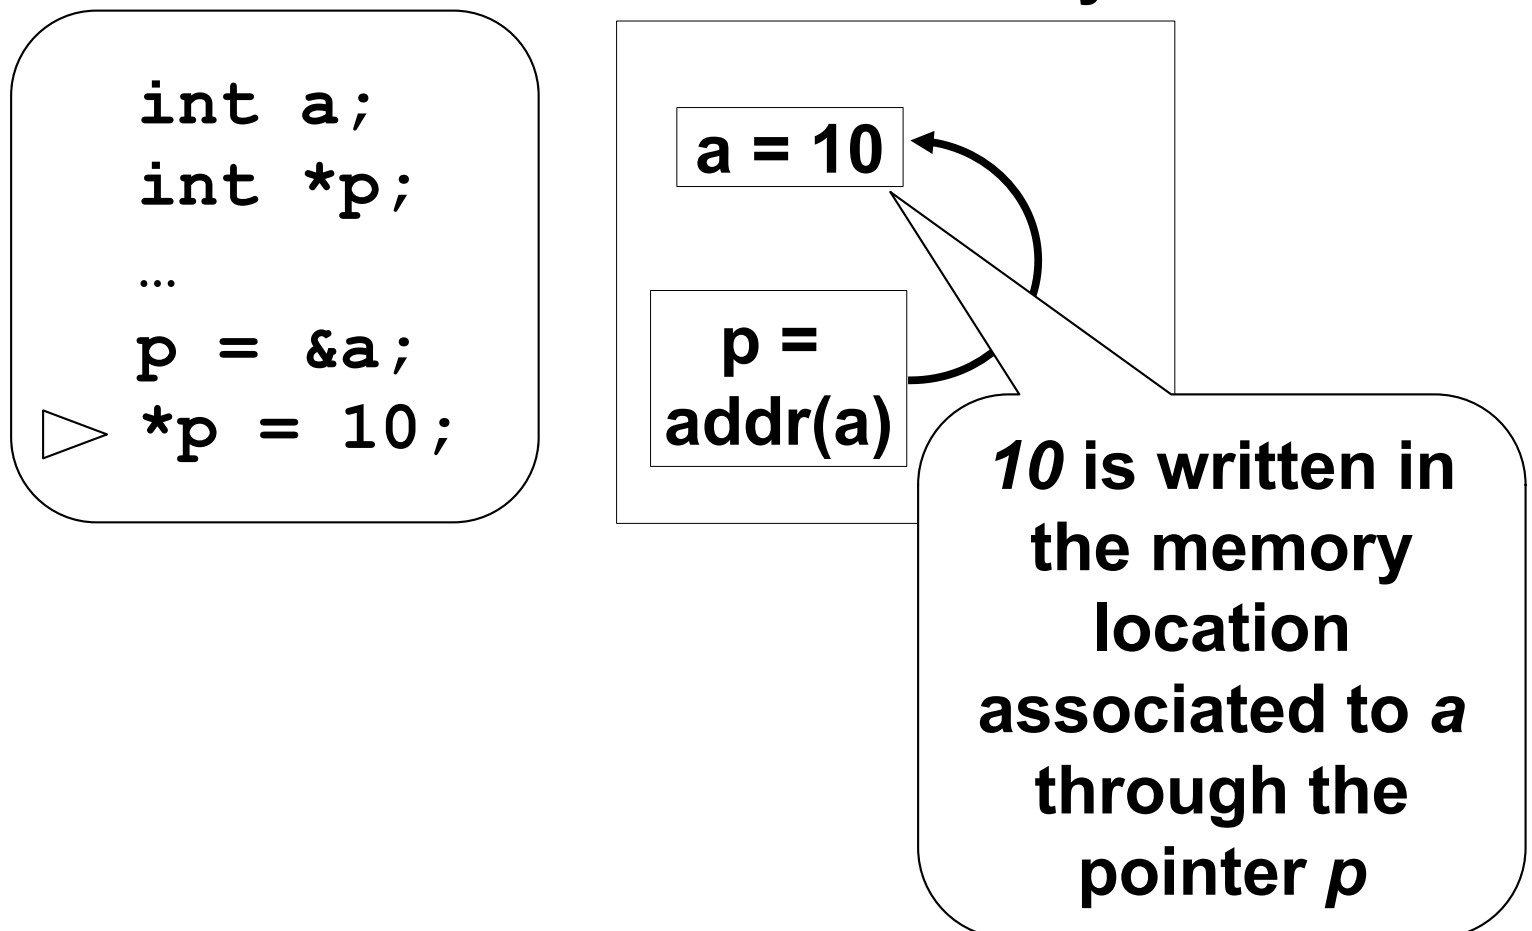 int a;
int *p;
…
p = &a;
*p = 10;
a = 10
p =
addr(a)
10 is written in
the memory
location
associated to a
through the
pointer p